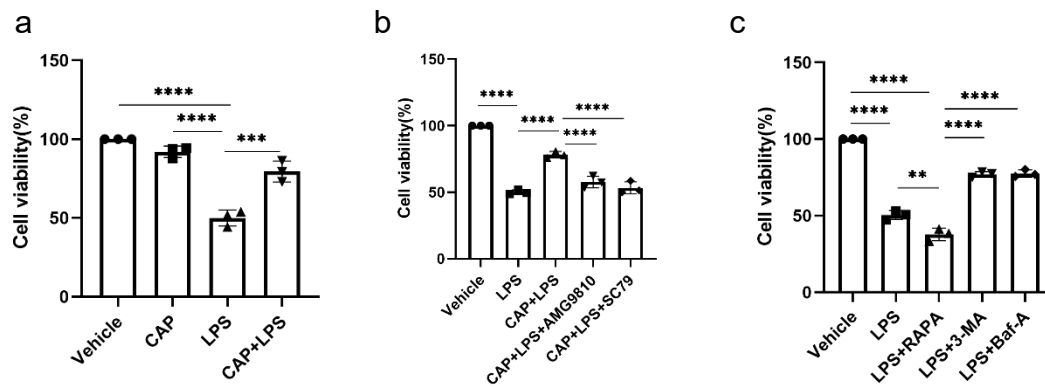 a
b
c
Cell viability(%)
150
100
50
0
****
****
***
Vehicle
CAP
LPS
CAP+LPS
Cell viability(%)
150
100
50
0
****
****
****
****
Vehicle
LPS
CAP+LPS
CAP+LPS+AMG9810
CAP+LPS+SC79
Cell viability(%)
150
100
50
0
****
****
****
****
**
Vehicle
LPS
LPS+RAPA
LPS+3-MA
LPS+Baf-A